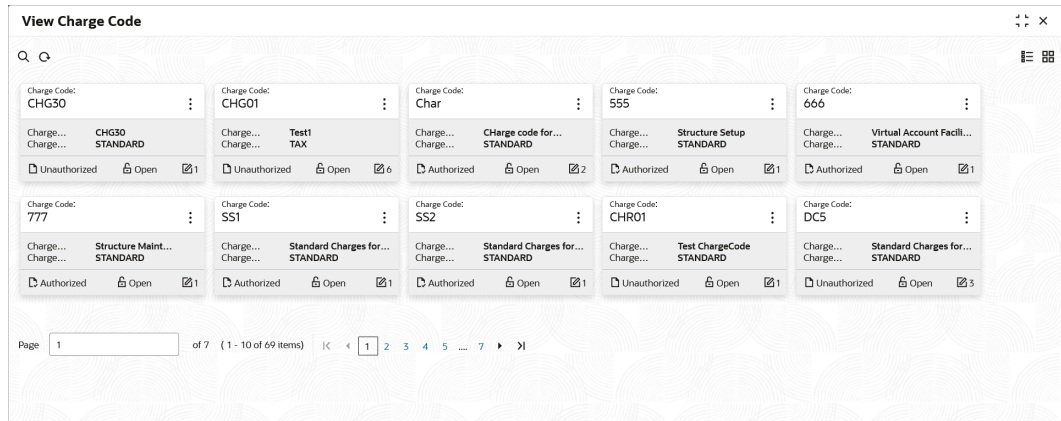 View Charge Code
Charge Code:
CHG30
Charge... CHG30
Charge... STANDARD
Unauthorized Open 1
Charge Code:
CHG01
Charge... Test1
Charge... TAX
Unauthorized Open 6
Charge Code:
Char
Charge... CHarge code for...
Charge... STANDARD
Authorized Open 2
Charge Code:
555
Charge... Structure Setup
Charge... STANDARD
Authorized Open 1
Charge Code:
666
Charge... Virtual Account Facili...
Charge... STANDARD
Authorized Open 1
Charge Code:
777
Charge... Structure Maint...
Charge... STANDARD
Authorized Open 1
Charge Code:
SS1
Charge... Standard Charges for...
Charge... STANDARD
Authorized Open 1
Charge Code:
SS2
Charge... Standard Charges for...
Charge... STANDARD
Authorized Open 1
Charge Code:
CHR01
Charge... Test ChargeCode
Charge... STANDARD
Unauthorized Open 1
Charge Code:
DC5
Charge... Standard Charges for...
Charge... STANDARD
Unauthorized Open 3
Page 1 of 7 (1 - 10 of 69 items) 1 2 3 4 5 .... 7